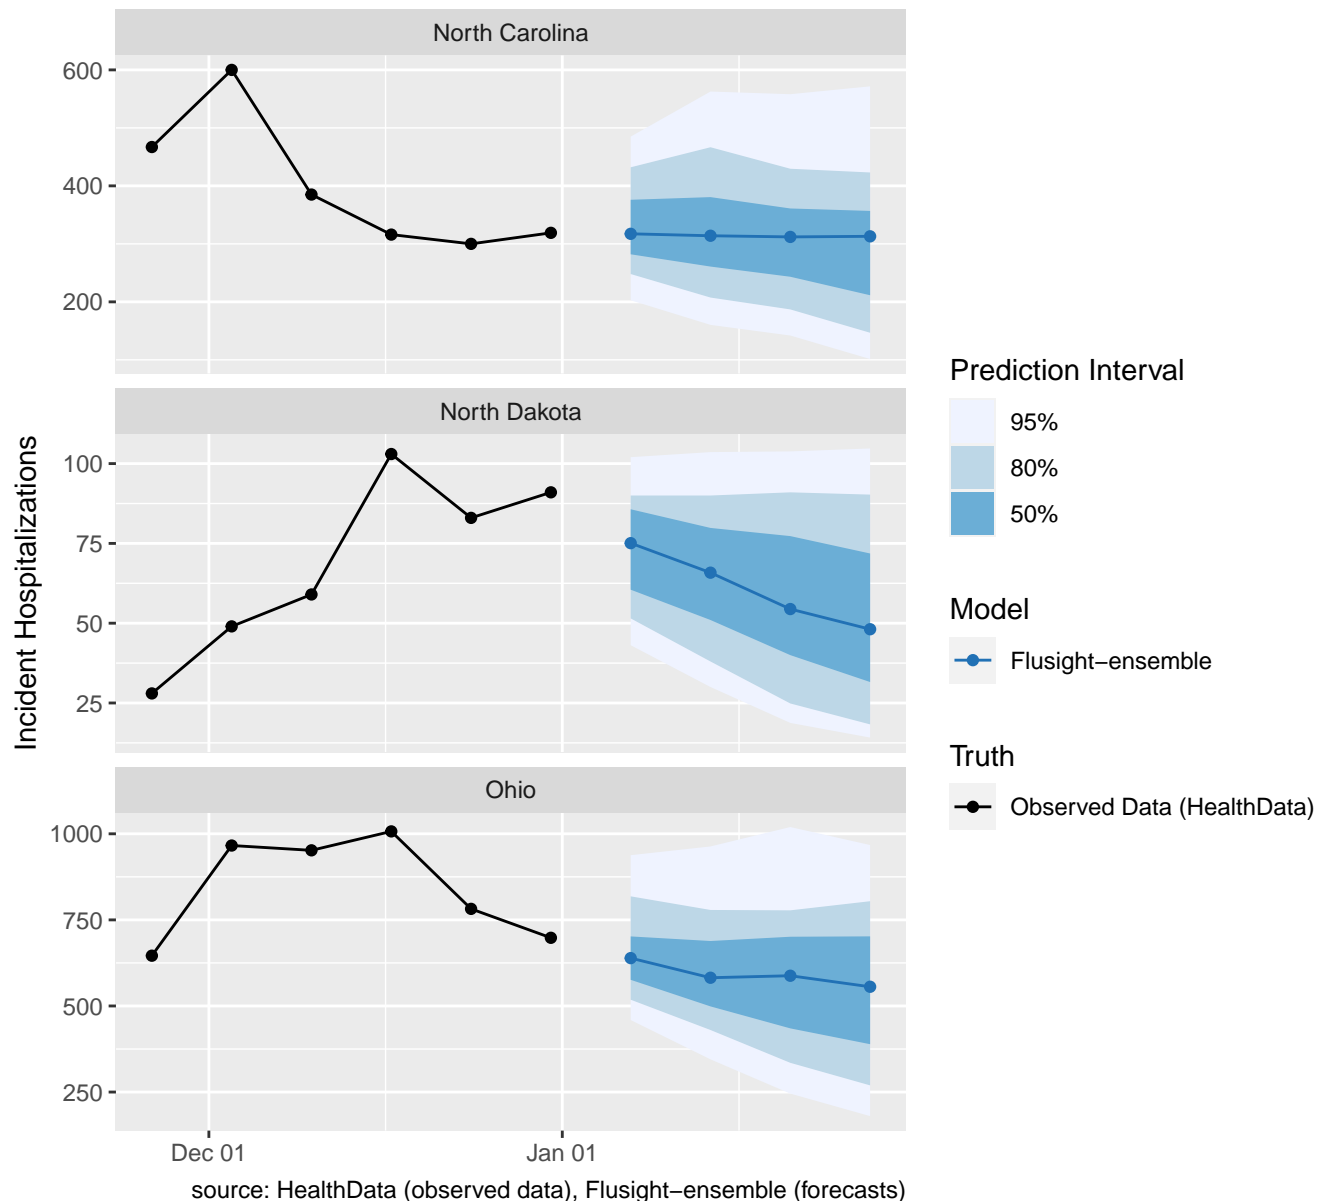 North Carolina
600
400
200
North Dakota
100
75
50
25
Ohio
1000
750
500
250
Dec 01
Jan 01
Incident Hospitalizations
source: HealthData (observed data), Flusight−ensemble (forecasts)
Prediction Interval
95%
80%
50%
Model
Flusight−ensemble
Truth
Observed Data (HealthData)